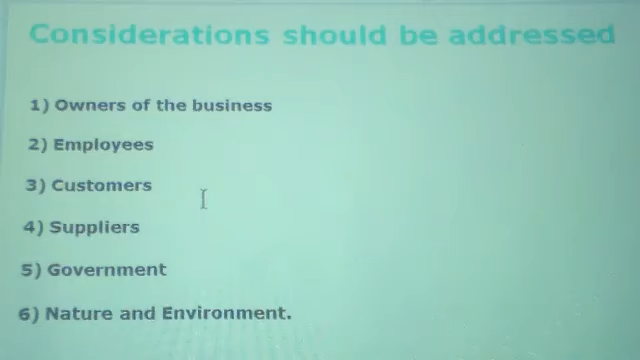 Considerations should be addressed
1) Owners of the business
2) Employees
3) Customers
4) Suppliers
5) Government
6) Nature and Environment.